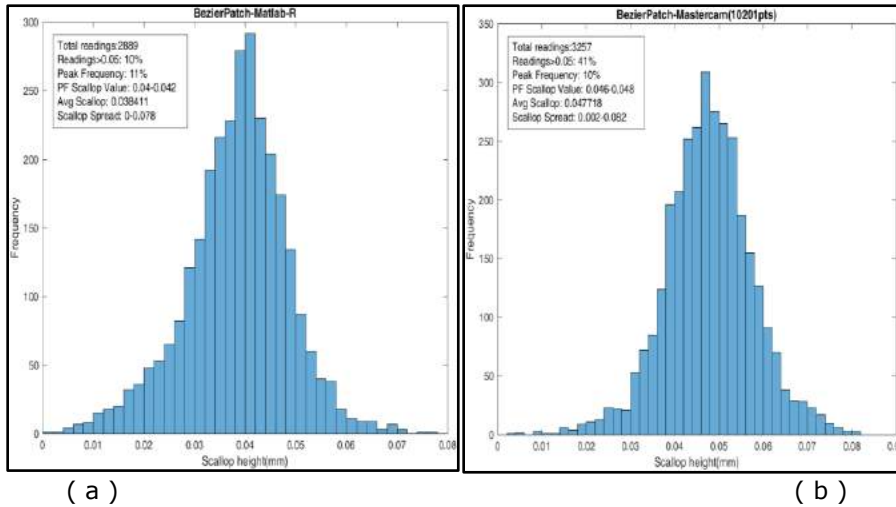 BezierPatch-Matlab-R
350
Total readings:2889
Readings>0.05: 10%
Peak Frequency: 11%
PF Scallop Value: 0.04-0.042
Avg Scallop: 0.038411
Scallop Spread: 0-0.078
300
250
200
150
100
50
0
Frequency
0 0.01 0.02 0.03 0.04 0.05 0.06 0.07 0.08
Scallop height(mm)
( a )
BezierPatch-Mastercam(10201pts)
350
Total readings:3257
Readings>0.05: 41%
Peak Frequency: 10%
PF Scallop Value: 0.046-0.048
Avg Scallop: 0.047718
Scallop Spread: 0.002-0.082
300
250
200
150
100
50
0
Frequency
0 0.01 0.02 0.03 0.04 0.05 0.06 0.07 0.08
Scallop height(mm)
( b )